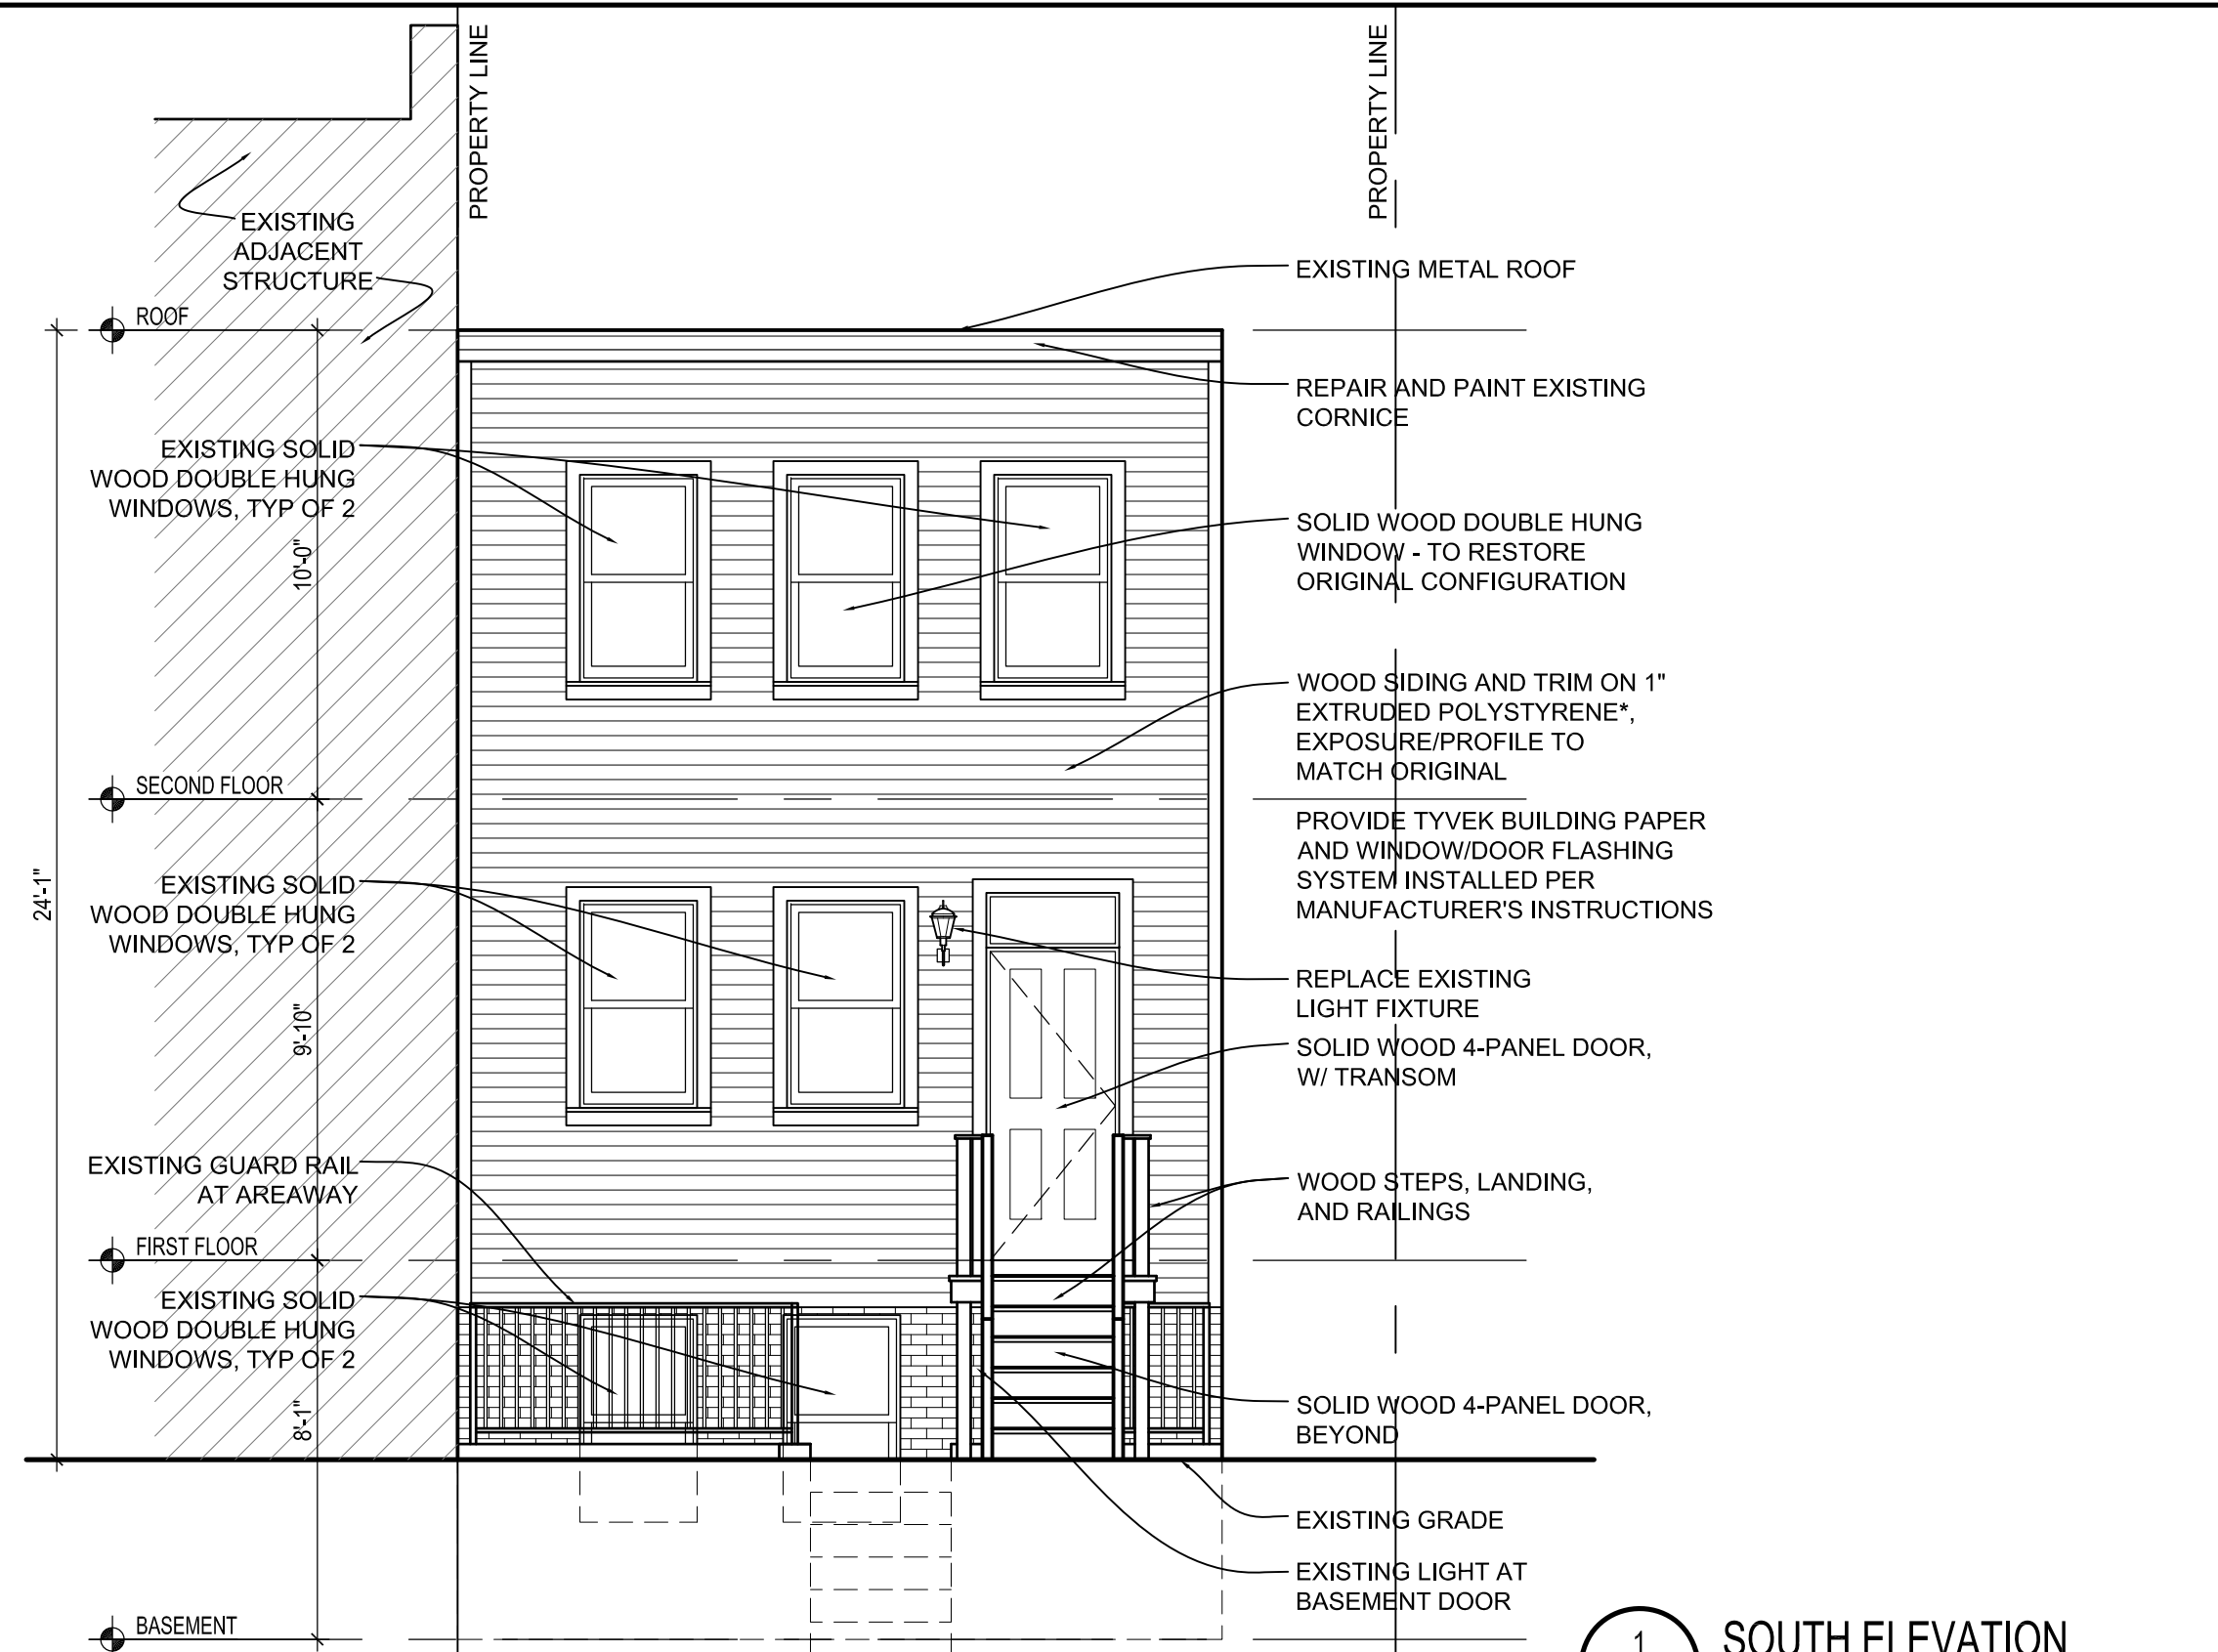 PROPERTY LINE
PROPERTY LINE
EXISTING
ADJACENT
STRUCTURE
ROOF
EXISTING SOLID
WOOD DOUBLE HUNG
WINDOWS, TYP OF 2
10'-0"
SECOND FLOOR
24'-1"
EXISTING SOLID
WOOD DOUBLE HUNG
WINDOWS, TYP OF 2
9'-10"
EXISTING GUARD RAIL
AT AREAWAY
FIRST FLOOR
EXISTING SOLID
WOOD DOUBLE HUNG
WINDOWS, TYP OF 2
8'-1"
BASEMENT
EXISTING METAL ROOF
REPAIR AND PAINT EXISTING
CORNICE
SOLID WOOD DOUBLE HUNG
WINDOW - TO RESTORE
ORIGINAL CONFIGURATION
WOOD SIDING AND TRIM ON 1"
EXTRUDED POLYSTYRENE*,
EXPOSURE/PROFILE TO
MATCH ORIGINAL
PROVIDE TYVEK BUILDING PAPER
AND WINDOW/DOOR FLASHING
SYSTEM INSTALLED PER
MANUFACTURER'S INSTRUCTIONS
REPLACE EXISTING
LIGHT FIXTURE
SOLID WOOD 4-PANEL DOOR,
W/ TRANSOM
WOOD STEPS, LANDING,
AND RAILINGS
SOLID WOOD 4-PANEL DOOR,
BEYOND
EXISTING GRADE
EXISTING LIGHT AT
BASEMENT DOOR
1
SOUTH ELEVATION